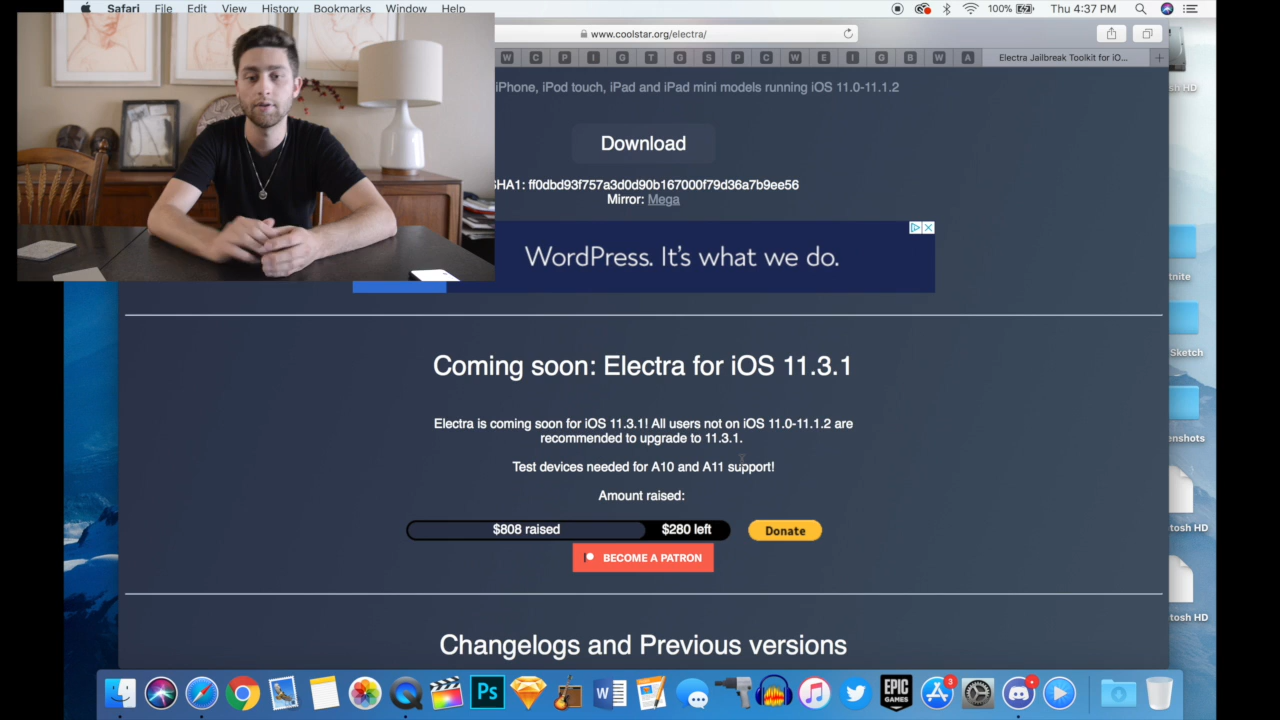 Safari File Edit View History Bookmarks Window Help
100% Thu 4:37 PM
www.coolstar.org/electra/
W C P I G T G S P C W E I G B W A Electra Jailbreak Toolkit for iO...
iPhone, iPod touch, iPad and iPad mini models running iOS 11.0-11.1.2
Download
HA1: ff0dbd93f757a3d0d90b167000f79d36a7b9ee56
Mirror: Mega
WordPress. It's what we do.
Coming soon: Electra for iOS 11.3.1
Electra is coming soon for iOS 11.3.1! All users not on iOS 11.0-11.1.2 are
recommended to upgrade to 11.3.1.
Test devices needed for A10 and A11 support!
Amount raised:
$808 raised
$280 left
Donate
BECOME A PATRON
Changelogs and Previous versions
sh HD
tnite
Sketch
enshots
tosh HD
tosh HD
Ps
W
EPIC
GAMES
3